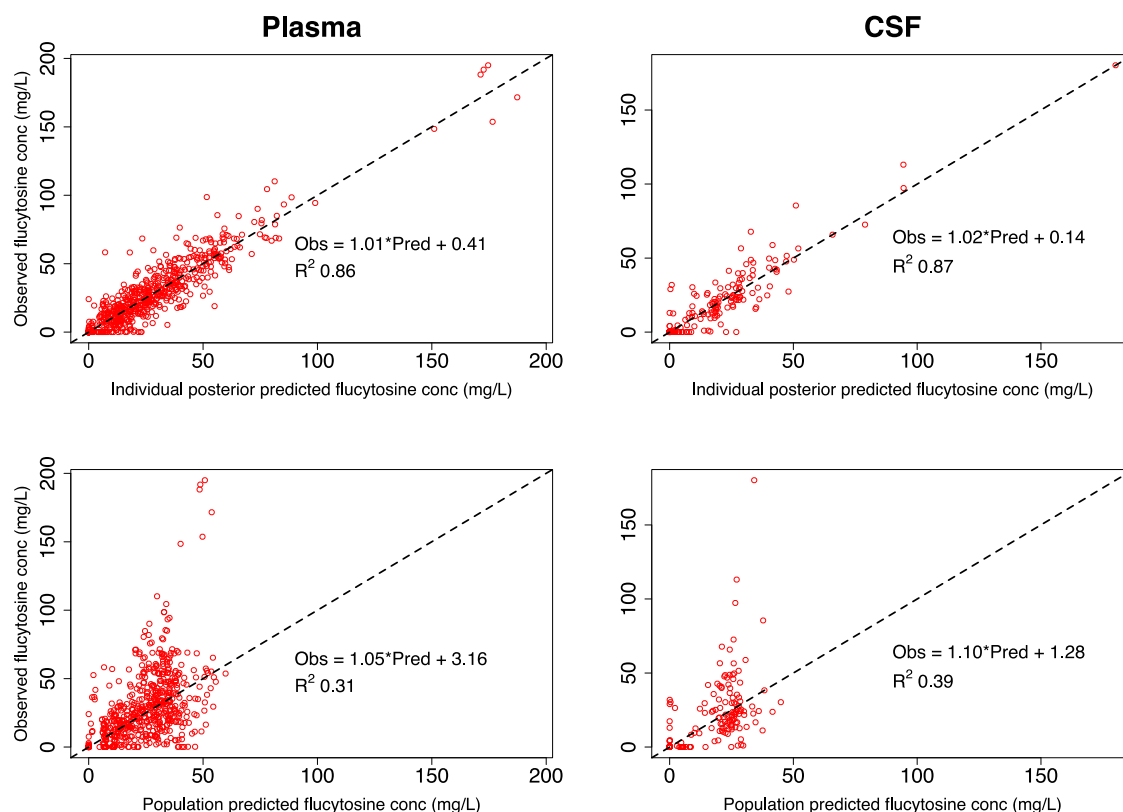 Plasma
CSF
Observed flucytosine conc (mg/L)
0 50 100 150 200
Obs = 1.01*Pred + 0.41
R² 0.86
0 50 100 150 200
Individual posterior predicted flucytosine conc (mg/L)
0 50 100 150
Obs = 1.02*Pred + 0.14
R² 0.87
0 50 100 150
Individual posterior predicted flucytosine conc (mg/L)
Observed flucytosine conc (mg/L)
0 50 100 150 200
Obs = 1.05*Pred + 3.16
R² 0.31
0 50 100 150 200
Population predicted flucytosine conc (mg/L)
0 50 100 150
Obs = 1.10*Pred + 1.28
R² 0.39
0 50 100 150
Population predicted flucytosine conc (mg/L)